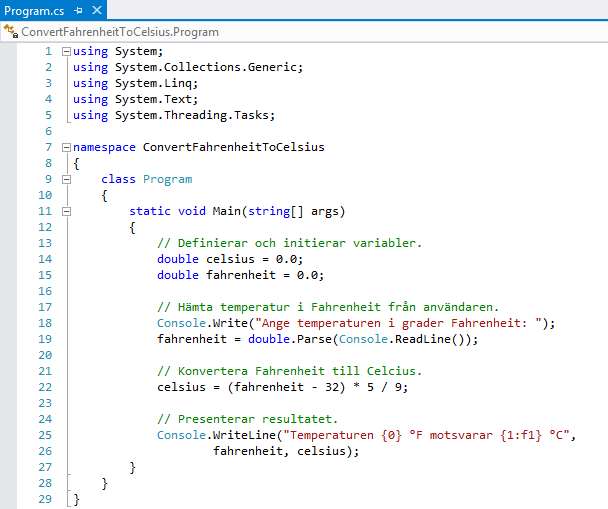 Program.cs
ConvertFahrenheitToCelsius.Program
1 using System;
2 using System.Collections.Generic;
3 using System.Linq;
4 using System.Text;
5 using System.Threading.Tasks;
6
7 namespace ConvertFahrenheitToCelsius
8 {
9     class Program
10     {
11         static void Main(string[] args)
12         {
13             // Definierar och initierar variabler.
14             double celsius = 0.0;
15             double fahrenheit = 0.0;
16
17             // Hämta temperatur i Fahrenheit från användaren.
18             Console.Write("Ange temperaturen i grader Fahrenheit: ");
19             fahrenheit = double.Parse(Console.ReadLine());
20
21             // Konvertera Fahrenheit till Celcius.
22             celsius = (fahrenheit - 32) * 5 / 9;
23
24             // Presenterar resultatet.
25             Console.WriteLine("Temperaturen {0} °F motsvarar {1:f1} °C",
26                     fahrenheit, celsius);
27         }
28     }
29 }